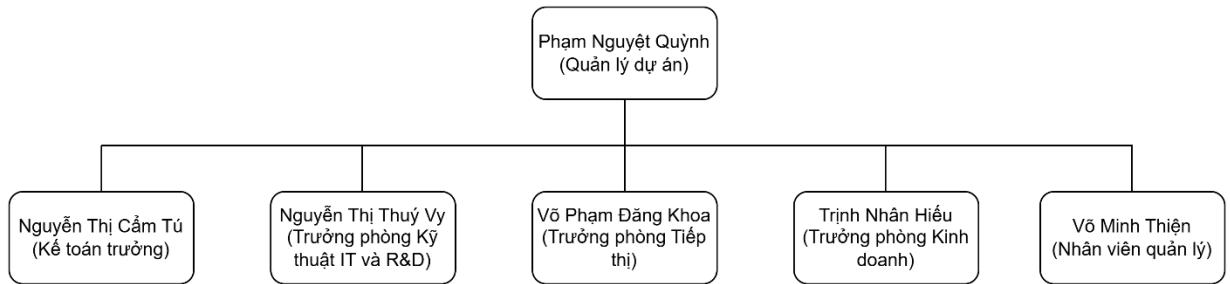 Phạm Nguyệt Quỳnh
(Quản lý dự án)
Nguyễn Thị Cẩm Tú
(Kế toán trưởng)
Nguyễn Thị Thuý Vy
(Trưởng phòng Kỹ
thuật IT và R&D)
Võ Phạm Đăng Khoa
(Trưởng phòng Tiếp
thị)
Trịnh Nhân Hiếu
(Trưởng phòng Kinh
doanh)
Võ Minh Thiện
(Nhân viên quản lý)